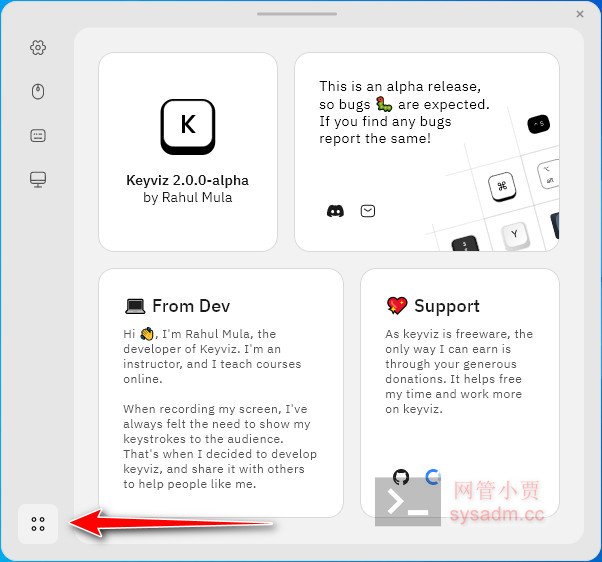 K
Keyviz 2.0.0-alpha
by Rahul Mula
This is an alpha release,
so bugs 🐛 are expected.
If you find any bugs
report the same!
^ S
⌘
⌥
alt
Y
💻 From Dev
Hi 👋, I'm Rahul Mula, the
developer of Keyviz. I'm an
instructor, and I teach courses
online.
When recording my screen, I've
always felt the need to show my
keystrokes to the audience.
That's when I decided to develop
keyviz, and share it with others
to help people like me.
💖 Support
As keyviz is freeware, the
only way I can earn is
through your generous
donations. It helps free
my time and work more
on keyviz.
网管小贾
sysadm.cc